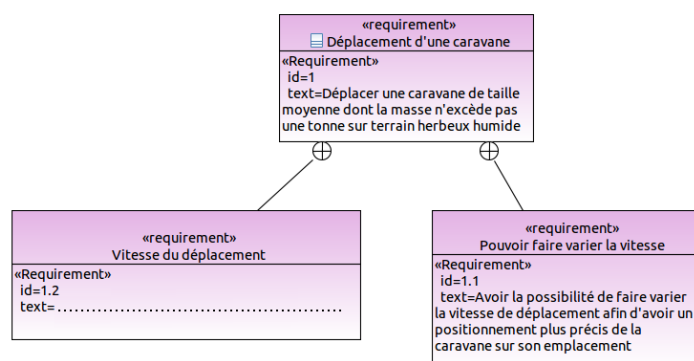 «requirement»
Déplacement d'une caravane
«Requirement»
id=1
text=Déplacer une caravane de taille
moyenne dont la masse n'excède pas
une tonne sur terrain herbeux humide
«requirement»
Vitesse du déplacement
«Requirement»
id=1.2
text=................................................
«requirement»
Pouvoir faire varier la vitesse
«Requirement»
id=1.1
text=Avoir la possibilité de faire varier
la vitesse de déplacement afin d'avoir un
positionnement plus précis de la
caravane sur son emplacement